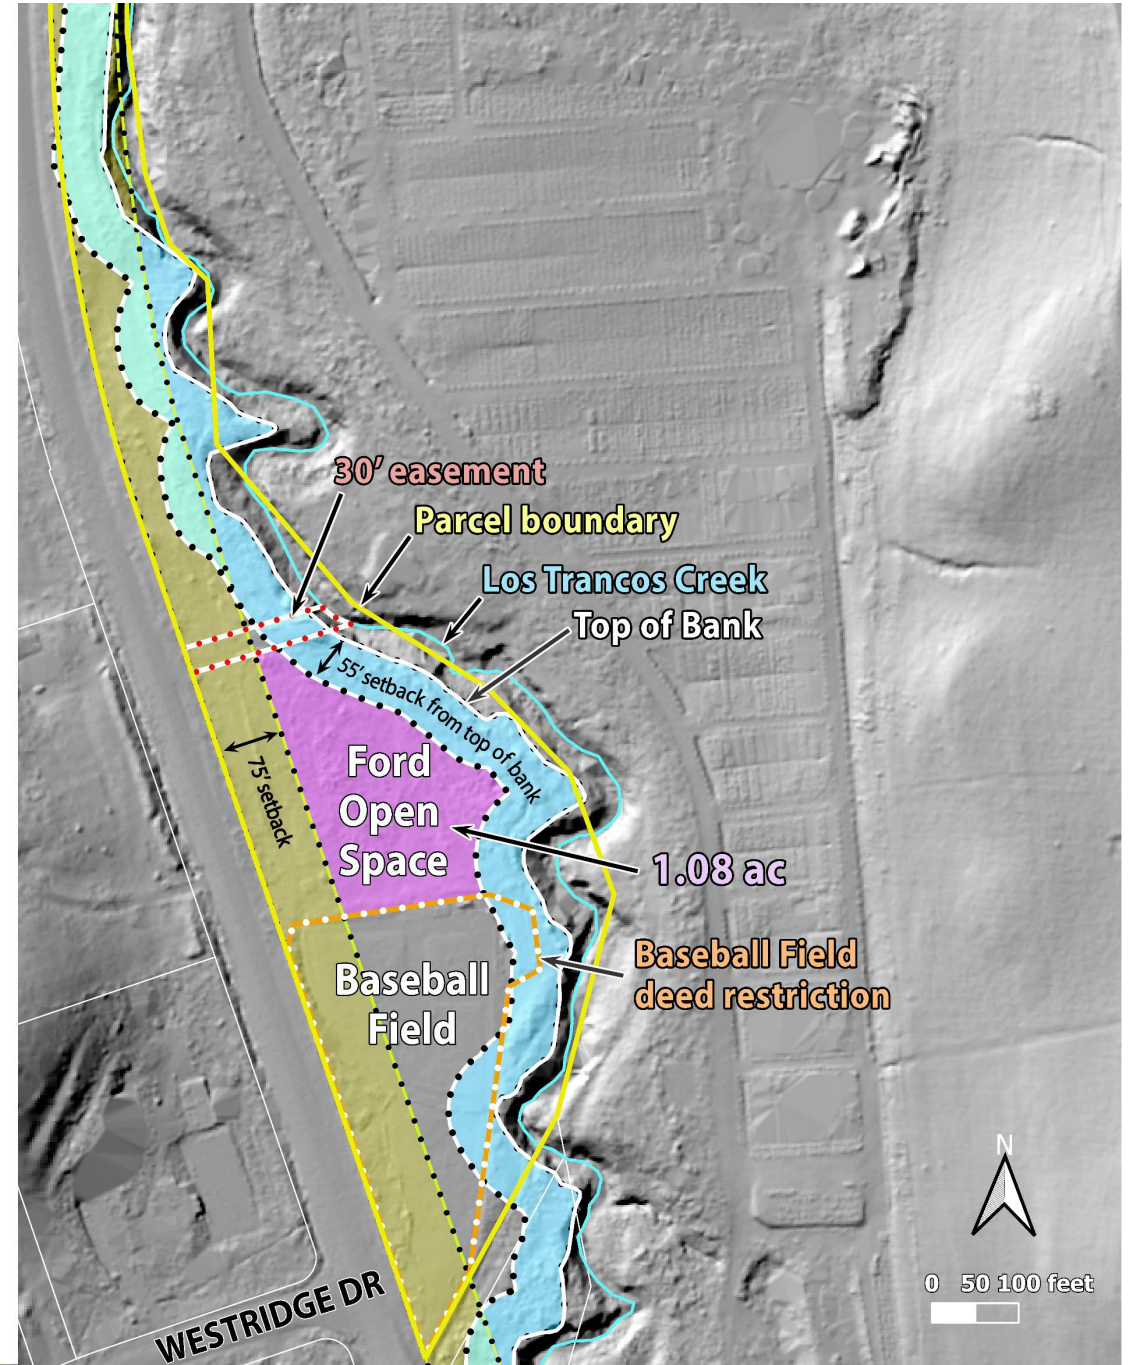 30' easement
Parcel boundary
Los Trancos Creek
Top of Bank
55' setback from top of bank
75' setback
Ford
Open
Space
1.08 ac
Baseball
Field
Baseball Field
deed restriction
N
0 50 100 feet
WESTRIDGE DR